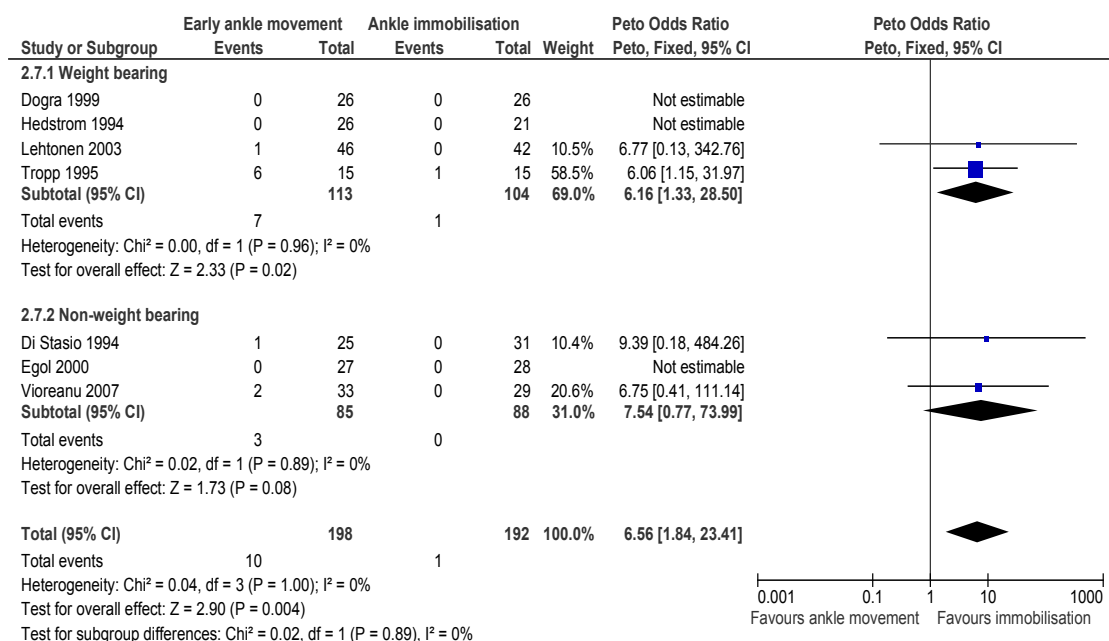 Early ankle movement Ankle immobilisation Peto Odds Ratio Peto Odds Ratio
Study or Subgroup Events Total Events Total Weight Peto, Fixed, 95% CI Peto, Fixed, 95% CI
2.7.1 Weight bearing
Dogra 1999 0 26 0 26 Not estimable
Hedstrom 1994 0 26 0 21 Not estimable
Lehtonen 2003 1 46 0 42 10.5% 6.77 [0.13, 342.76]
Tropp 1995 6 15 1 15 58.5% 6.06 [1.15, 31.97]
Subtotal (95% CI) 113 104 69.0% 6.16 [1.33, 28.50]
Total events 7 1
Heterogeneity: Chi² = 0.00, df = 1 (P = 0.96); I² = 0%
Test for overall effect: Z = 2.33 (P = 0.02)
2.7.2 Non-weight bearing
Di Stasio 1994 1 25 0 31 10.4% 9.39 [0.18, 484.26]
Egol 2000 0 27 0 28 Not estimable
Vioreanu 2007 2 33 0 29 20.6% 6.75 [0.41, 111.14]
Subtotal (95% CI) 85 88 31.0% 7.54 [0.77, 73.99]
Total events 3 0
Heterogeneity: Chi² = 0.02, df = 1 (P = 0.89); I² = 0%
Test for overall effect: Z = 1.73 (P = 0.08)
Total (95% CI) 198 192 100.0% 6.56 [1.84, 23.41]
Total events 10 1
Heterogeneity: Chi² = 0.04, df = 3 (P = 1.00); I² = 0%
Test for overall effect: Z = 2.90 (P = 0.004)
Test for subgroup differences: Chi² = 0.02, df = 1 (P = 0.89), I² = 0%
0.001 0.1 1 10 1000
Favours ankle movement Favours immobilisation